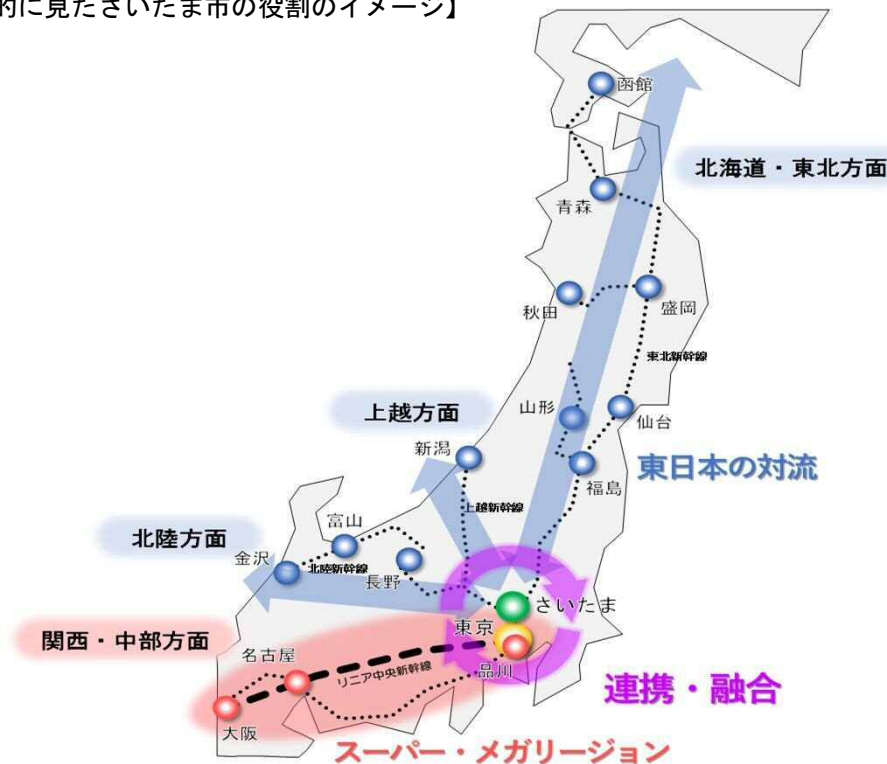 的に見たさいたま市の役割のイメージ】
函館
北海道・東北方面
青森
秋田
盛岡
東北新幹線
上越方面
山形
仙台
新潟
東日本の対流
福島
上越新幹線
富山
北陸方面
金沢
北陸新幹線
長野
さいたま
東京
関西・中部方面
名古屋
品川
リニア中央新幹線
連携・融合
大阪
スーパー・メガリージョン